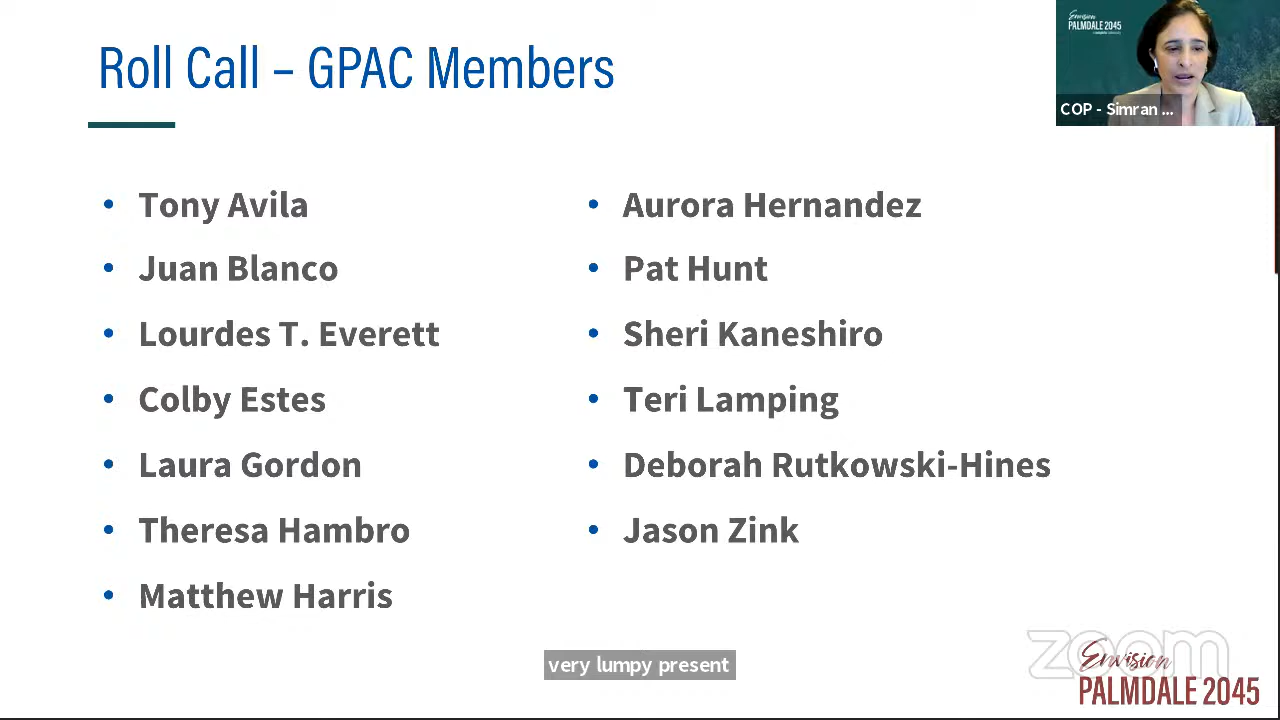 Roll Call – GPAC Members
Envision
PALMDALE 2045
COP - Simran ...
• Tony Avila
• Juan Blanco
• Lourdes T. Everett
• Colby Estes
• Laura Gordon
• Theresa Hambro
• Matthew Harris
• Aurora Hernandez
• Pat Hunt
• Sheri Kaneshiro
• Teri Lamping
• Deborah Rutkowski-Hines
• Jason Zink
very lumpy present
zoom
Envision
PALMDALE 2045